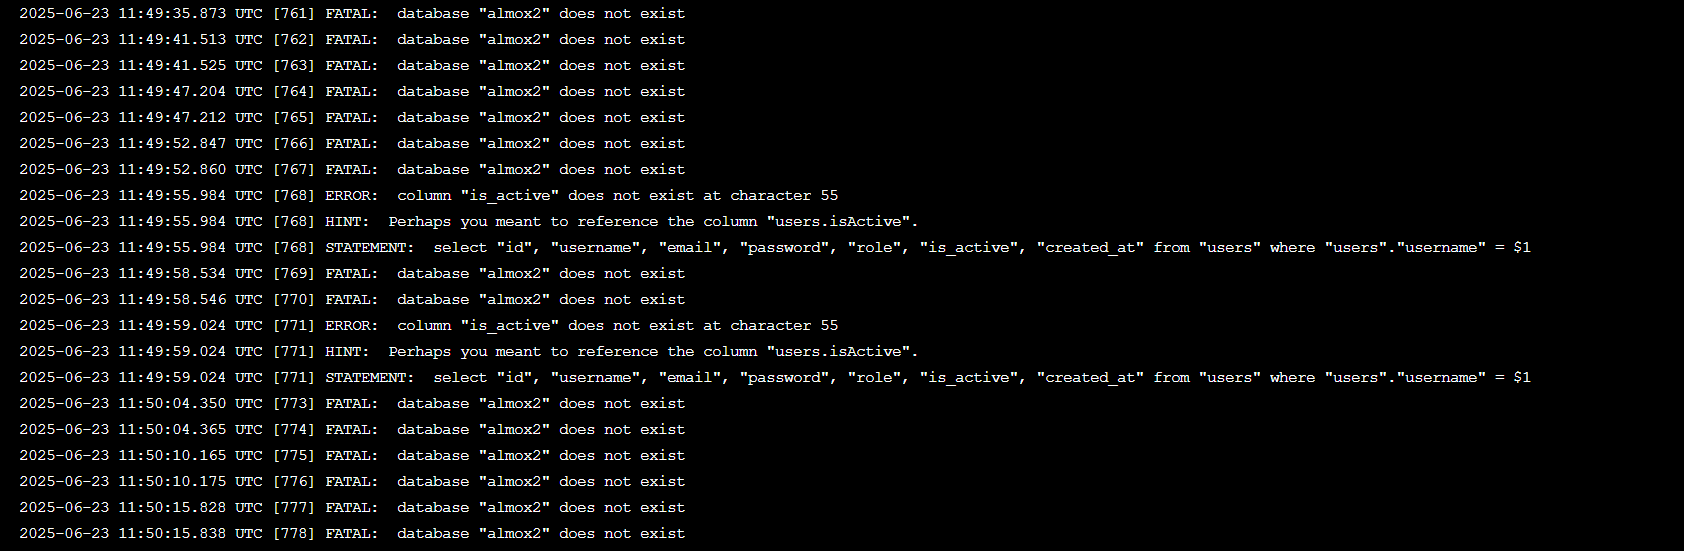 2025-06-23 11:49:35.873 UTC [761] FATAL:  database "almox2" does not exist
2025-06-23 11:49:41.513 UTC [762] FATAL:  database "almox2" does not exist
2025-06-23 11:49:41.525 UTC [763] FATAL:  database "almox2" does not exist
2025-06-23 11:49:47.204 UTC [764] FATAL:  database "almox2" does not exist
2025-06-23 11:49:47.212 UTC [765] FATAL:  database "almox2" does not exist
2025-06-23 11:49:52.847 UTC [766] FATAL:  database "almox2" does not exist
2025-06-23 11:49:52.860 UTC [767] FATAL:  database "almox2" does not exist
2025-06-23 11:49:55.984 UTC [768] ERROR:  column "is_active" does not exist at character 55
2025-06-23 11:49:55.984 UTC [768] HINT:  Perhaps you meant to reference the column "users.isActive".
2025-06-23 11:49:55.984 UTC [768] STATEMENT:  select "id", "username", "email", "password", "role", "is_active", "created_at" from "users" where "users"."username" = $1
2025-06-23 11:49:58.534 UTC [769] FATAL:  database "almox2" does not exist
2025-06-23 11:49:58.546 UTC [770] FATAL:  database "almox2" does not exist
2025-06-23 11:49:59.024 UTC [771] ERROR:  column "is_active" does not exist at character 55
2025-06-23 11:49:59.024 UTC [771] HINT:  Perhaps you meant to reference the column "users.isActive".
2025-06-23 11:49:59.024 UTC [771] STATEMENT:  select "id", "username", "email", "password", "role", "is_active", "created_at" from "users" where "users"."username" = $1
2025-06-23 11:50:04.350 UTC [773] FATAL:  database "almox2" does not exist
2025-06-23 11:50:04.365 UTC [774] FATAL:  database "almox2" does not exist
2025-06-23 11:50:10.165 UTC [775] FATAL:  database "almox2" does not exist
2025-06-23 11:50:10.175 UTC [776] FATAL:  database "almox2" does not exist
2025-06-23 11:50:15.828 UTC [777] FATAL:  database "almox2" does not exist
2025-06-23 11:50:15.838 UTC [778] FATAL:  database "almox2" does not exist